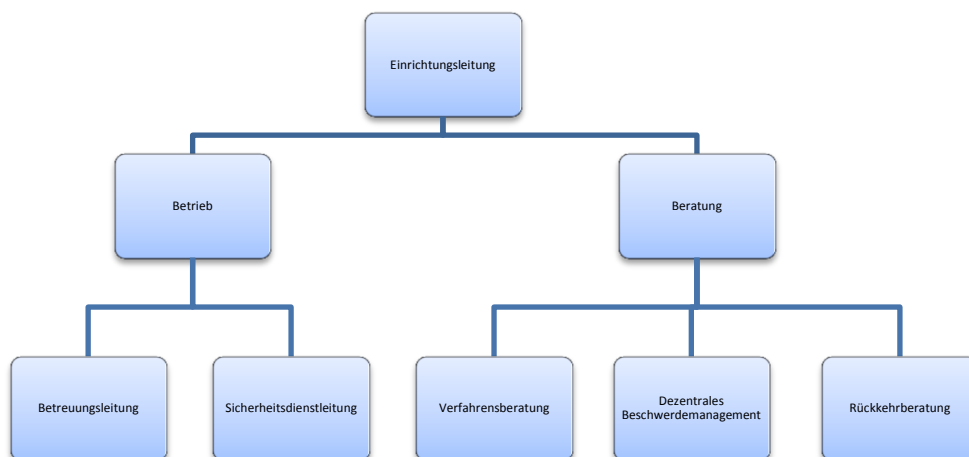 Einrichtungsleitung
Betrieb
Beratung
Betreuungsleitung
Sicherheitsdienstleitung
Verfahrensberatung
Dezentrales
Beschwerdemanagement
Rückkehrberatung